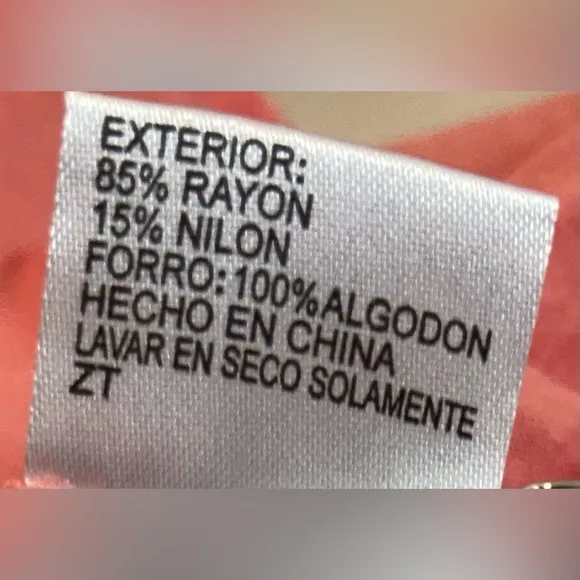 EXTERIOR:
85% RAYON
15% NILON
FORRO: 100% ALGODON
HECHO EN CHINA
LAVAR EN SECO SOLAMENTE
ZT